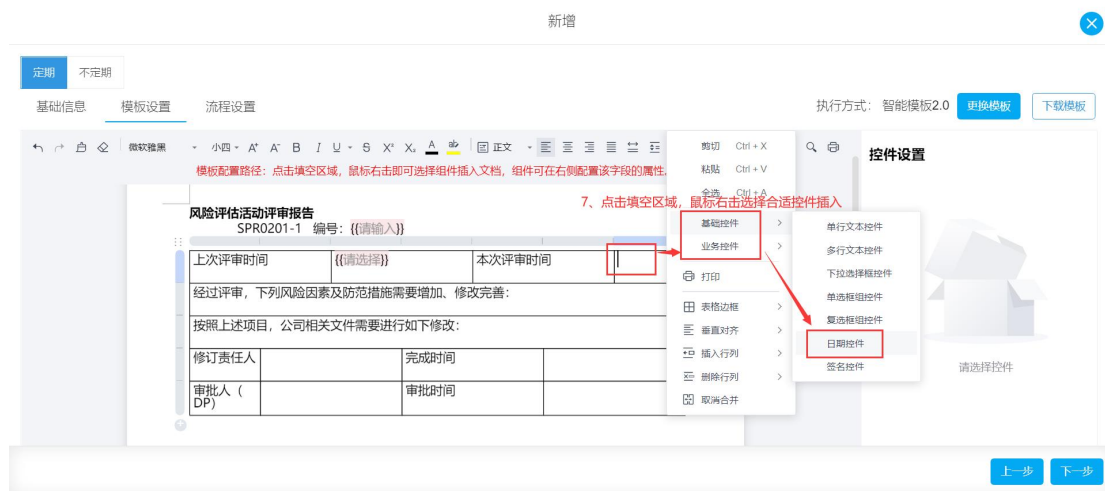 新增
定期 不定期
基础信息 模板设置 流程设置 执行方式: 智能模板2.0 更换模板 下载模板
微软雅黑 小四 A⁺ A⁻ B I U S X² X₂ A ab 正文
模板配置路径:点击填空区域,鼠标右击即可选择组件插入文档,组件可在右侧配置该字段的属性.
剪切 Ctrl + X
粘贴 Ctrl + V
全选 Ctrl + A
控件设置
7、点击填空区域,鼠标右击选择合适控件插入
风险评估活动评审报告
SPR0201-1 编号:{{请输入}}
上次评审时间 {{请选择}} 本次评审时间
经过评审,下列风险因素及防范措施需要增加、修改完善:
按照上述项目,公司相关文件需要进行如下修改:
修订责任人 完成时间
审批人(
DP) 审批时间
基础控件
业务控件
打印
表格边框
垂直对齐
插入行列
删除行列
取消合并
单行文本控件
多行文本控件
下拉选择框控件
单选框组控件
复选框组控件
日期控件
签名控件
请选择控件
上一步 下一步